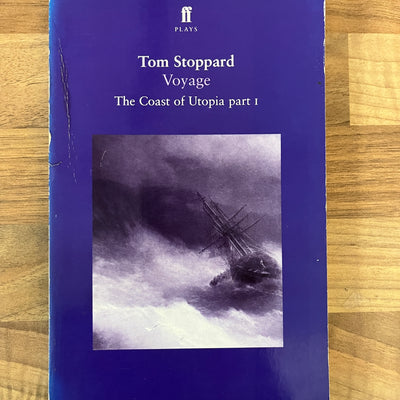 ff
PLAYS
Tom Stoppard
Voyage
The Coast of Utopia part I